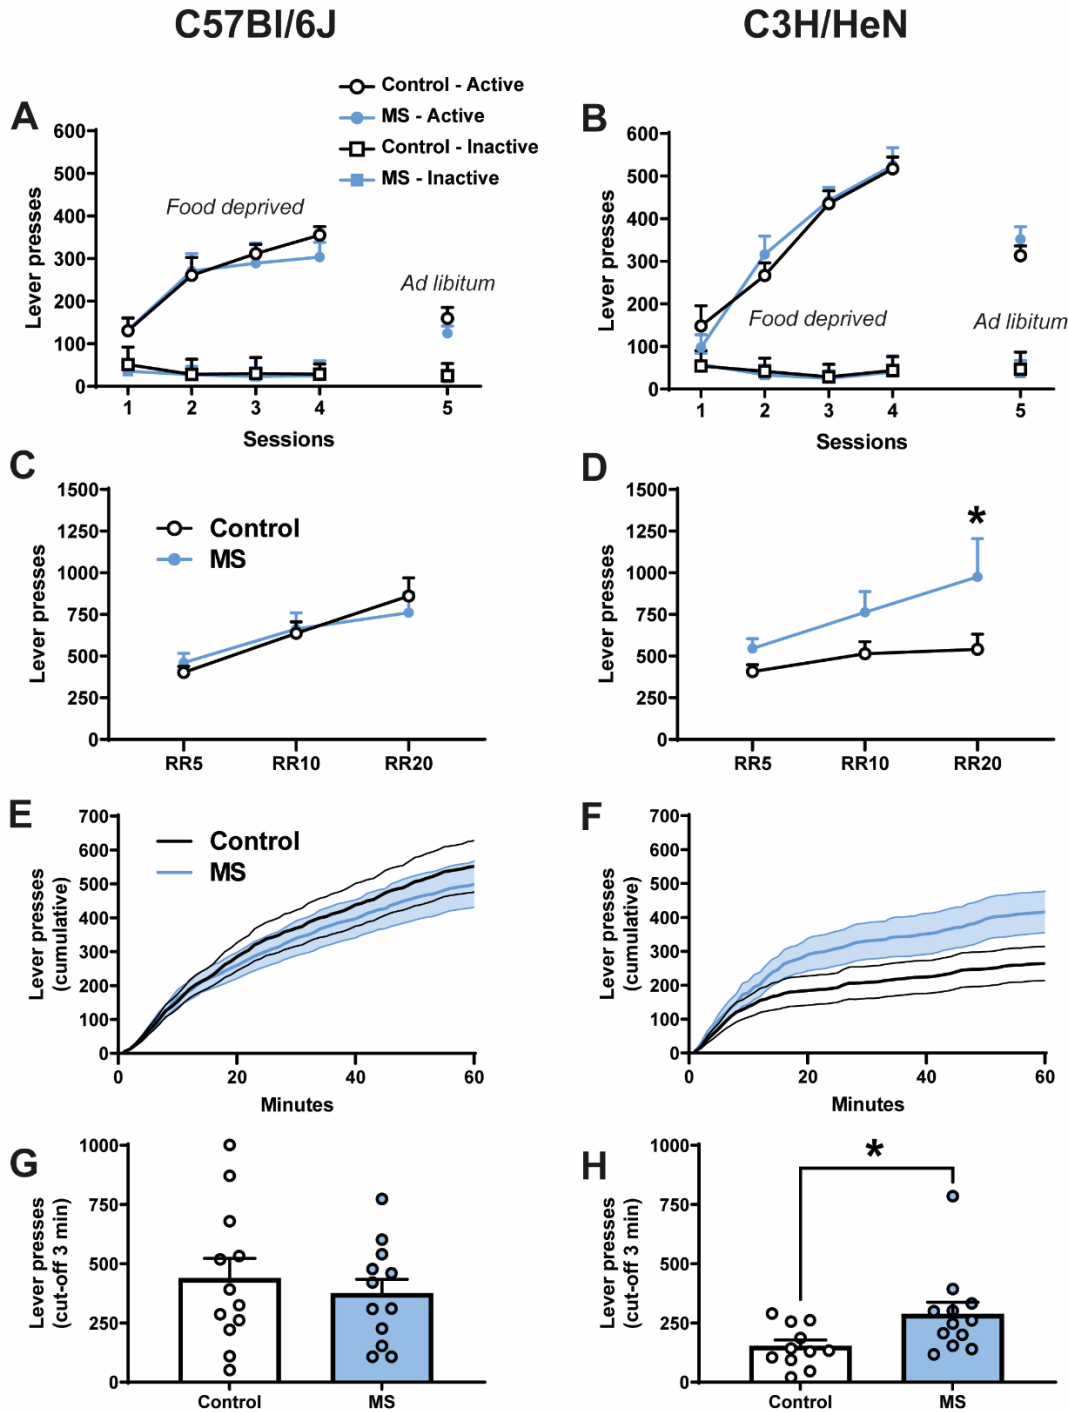 C57Bl/6J
C3H/HeN
A
Control - Active
MS - Active
Control - Inactive
MS - Inactive
Lever presses
600
500
400
300
200
100
0
Food deprived
Ad libitum
1 2 3 4 5
Sessions
B
Lever presses
600
500
400
300
200
100
0
Food deprived
Ad libitum
1 2 3 4 5
Sessions
C
Lever presses
1500
1250
1000
750
500
250
0
Control
MS
RR5 RR10 RR20
D
Lever presses
1500
1250
1000
750
500
250
0
*
RR5 RR10 RR20
E
Lever presses
(cumulative)
700
600
500
400
300
200
100
0
Control
MS
0 20 40 60
Minutes
F
Lever presses
(cumulative)
700
600
500
400
300
200
100
0
0 20 40 60
Minutes
G
Lever presses
(cut-off 3 min)
1000
750
500
250
0
Control MS
H
Lever presses
(cut-off 3 min)
1000
750
500
250
0
*
Control MS